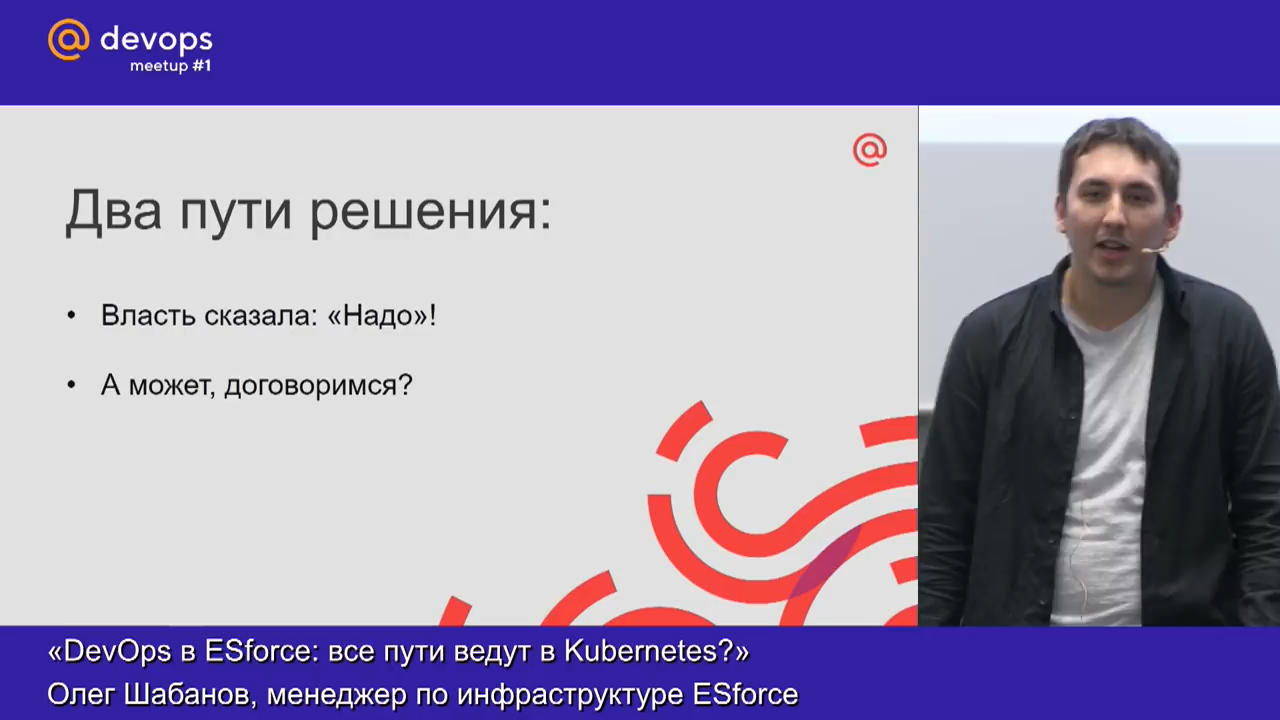 @ devops
meetup #1
@
Два пути решения:
• Власть сказала: «Надо»!
• А может, договоримся?
«DevOps в ESforce: все пути ведут в Kubernetes?»
Олег Шабанов, менеджер по инфраструктуре ESforce